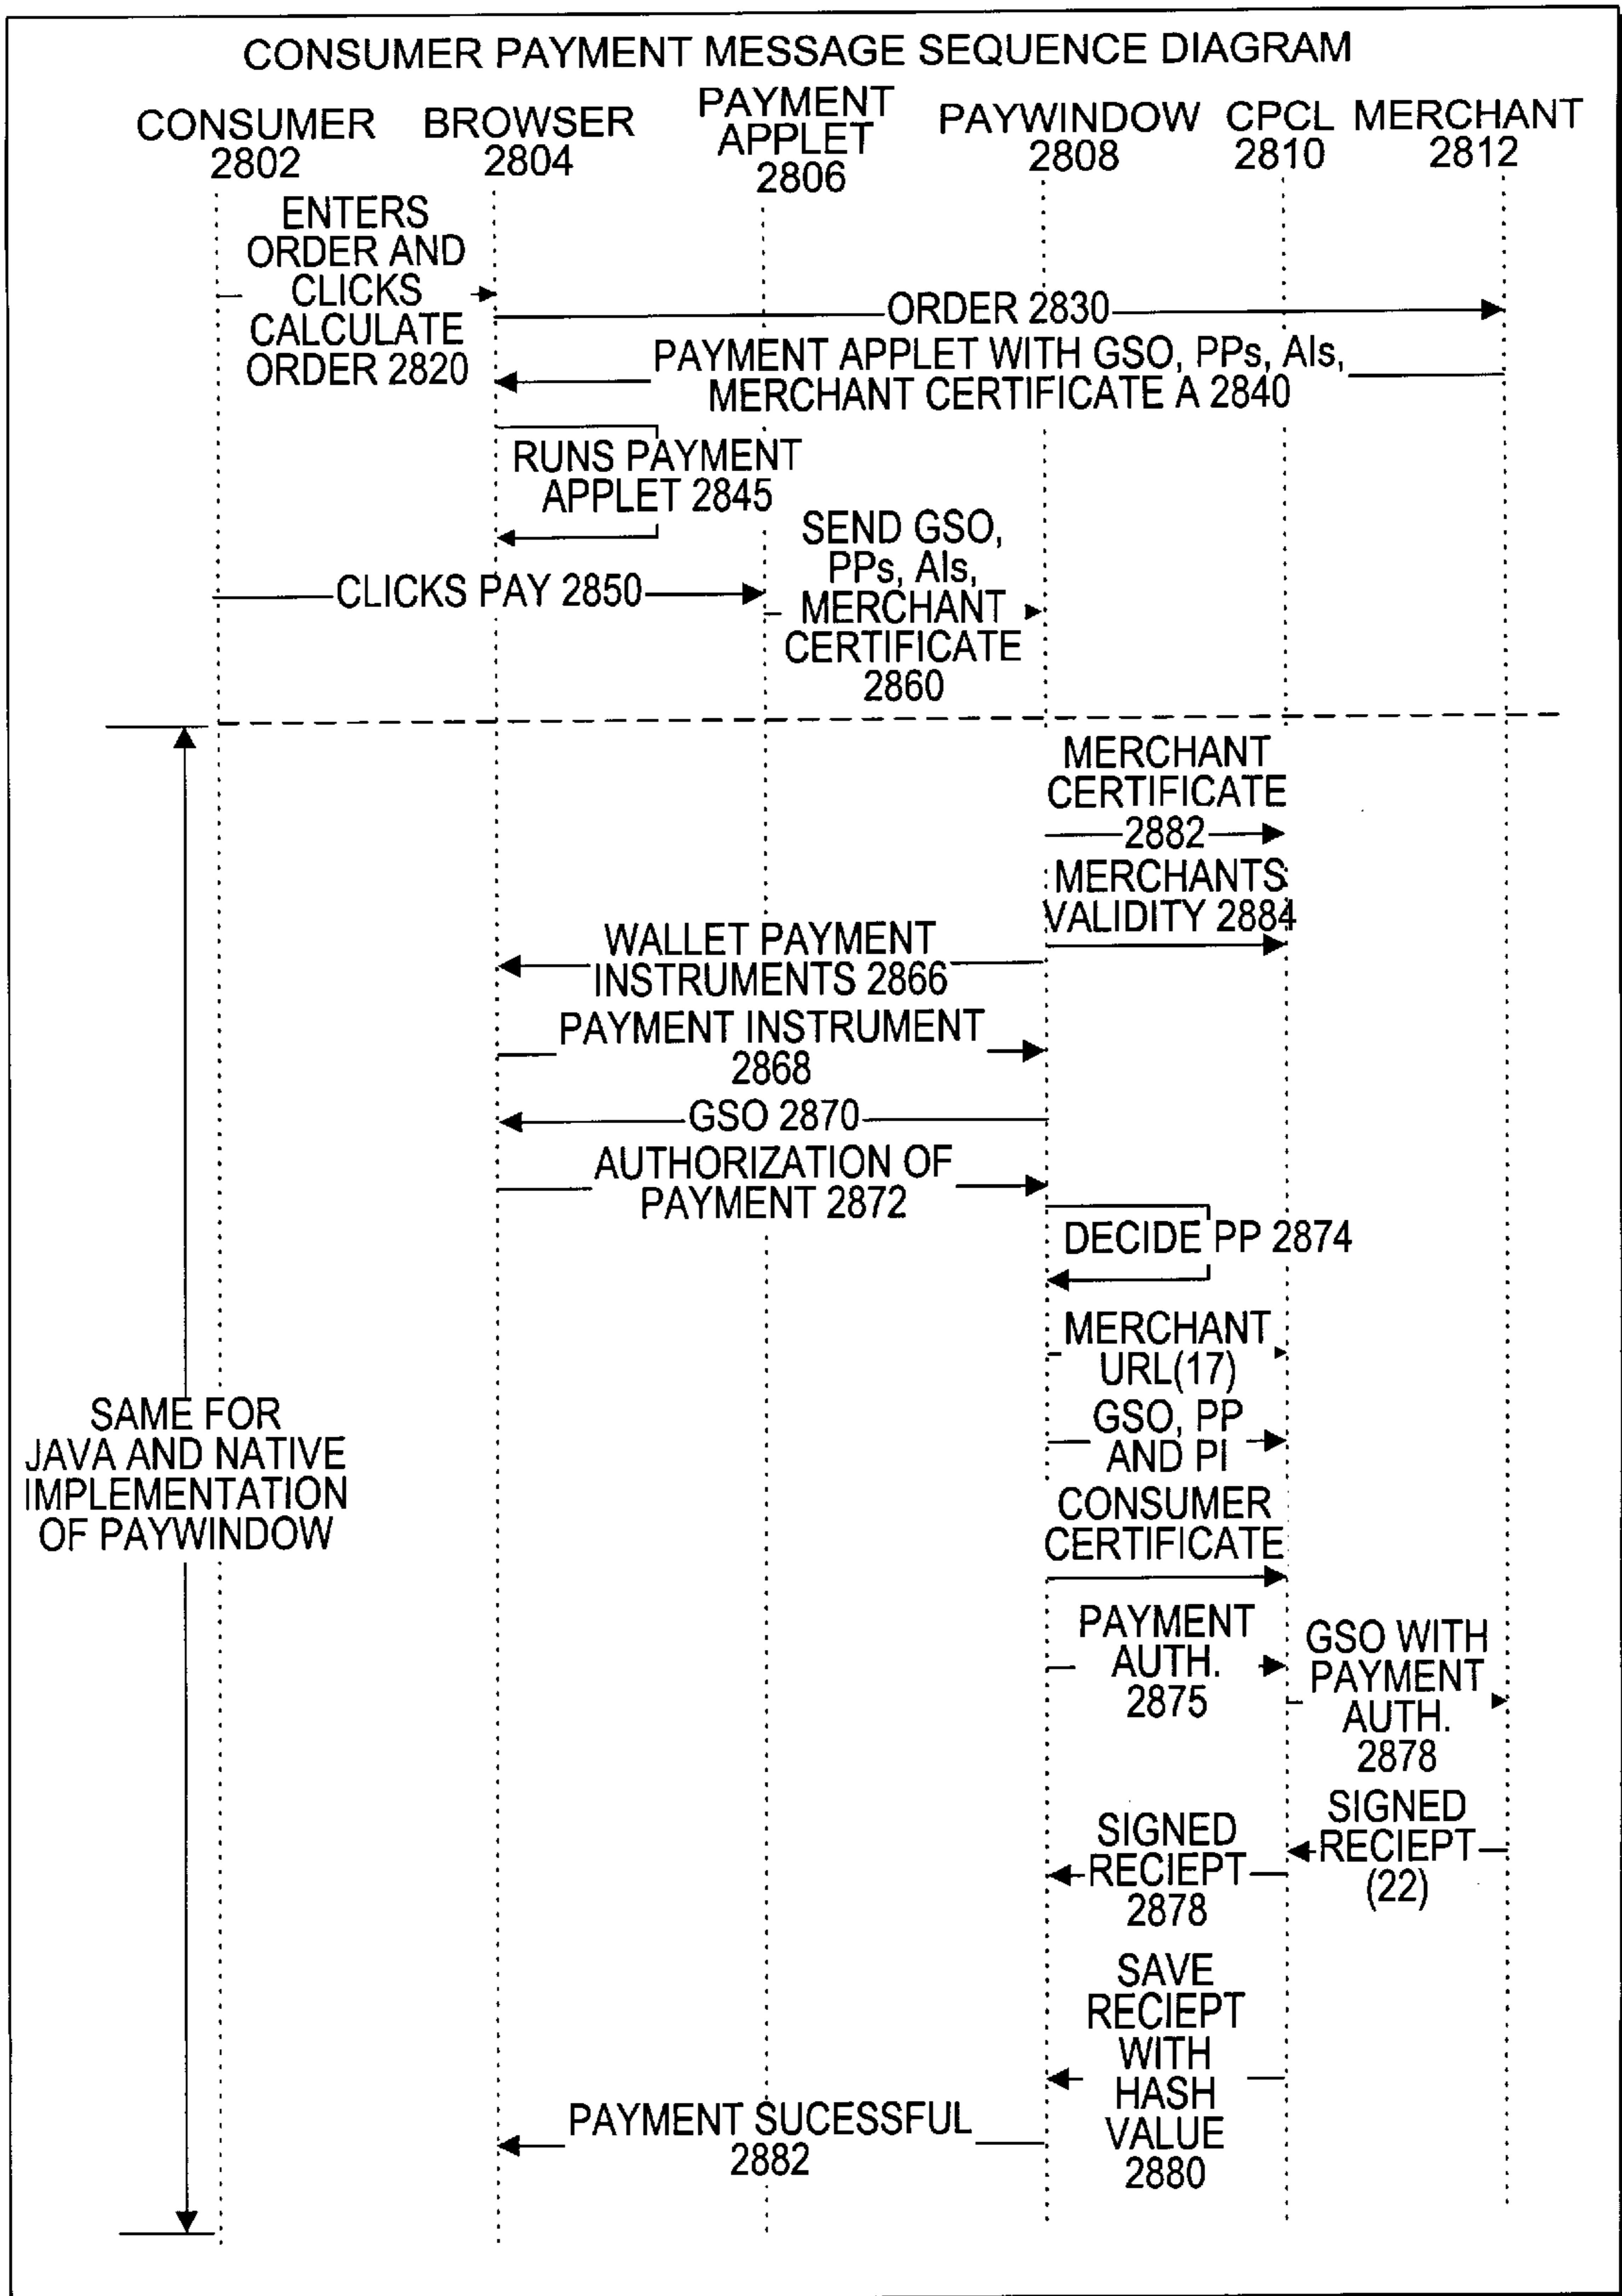 CONSUMER PAYMENT MESSAGE SEQUENCE DIAGRAM
CONSUMER
2802
BROWSER
2804
PAYMENT
APPLET
2806
PAYWINDOW
2808
CPCL
2810
MERCHANT
2812
ENTERS
ORDER AND
CLICKS
CALCULATE
ORDER 2820
ORDER 2830
PAYMENT APPLET WITH GSO, PPs, AIs,
MERCHANT CERTIFICATE A 2840
RUNS PAYMENT
APPLET 2845
CLICKS PAY 2850
SEND GSO,
PPs, AIs,
MERCHANT
CERTIFICATE
2860
MERCHANT
CERTIFICATE
2882
MERCHANTS
VALIDITY 2884
WALLET PAYMENT
INSTRUMENTS 2866
PAYMENT INSTRUMENT
2868
GSO 2870
AUTHORIZATION OF
PAYMENT 2872
DECIDE PP 2874
MERCHANT
URL(17)
GSO, PP
AND PI
SAME FOR
JAVA AND NATIVE
IMPLEMENTATION
OF PAYWINDOW
CONSUMER
CERTIFICATE
PAYMENT
AUTH.
2875
GSO WITH
PAYMENT
AUTH.
2878
SIGNED
RECIEPT
(22)
SIGNED
RECIEPT
2878
SAVE
RECIEPT
WITH
HASH
VALUE
2880
PAYMENT SUCESSFUL
2882